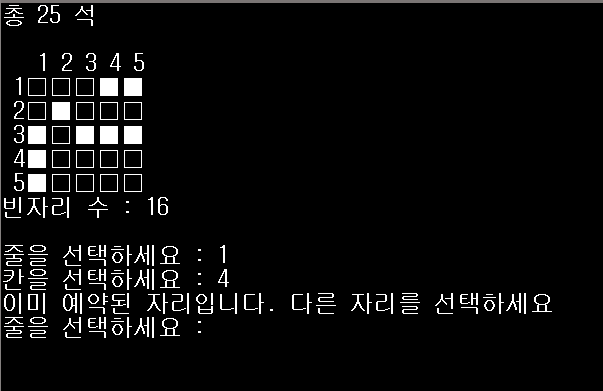 총 25 석
1 2 3 4 5
1□□□■■
2□■□□□
3■□■■■
4■□□□□
5■□□□□
빈자리 수 : 16
줄을 선택하세요 : 1
칸을 선택하세요 : 4
이미 예약된 자리입니다. 다른 자리를 선택하세요
줄을 선택하세요 :